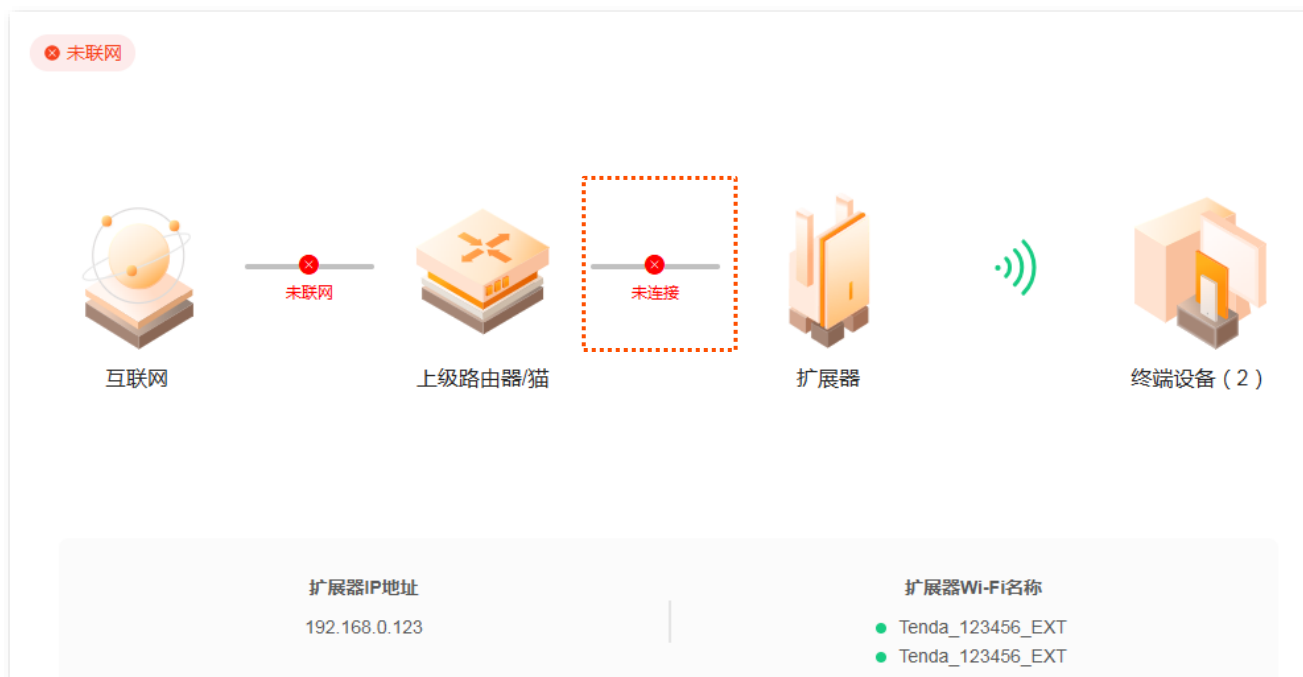 未联网
未联网
未连接
互联网
上级路由器/猫
扩展器
终端设备（2）
扩展器IP地址
扩展器Wi-Fi名称
192.168.0.123
Tenda_123456_EXT
Tenda_123456_EXT